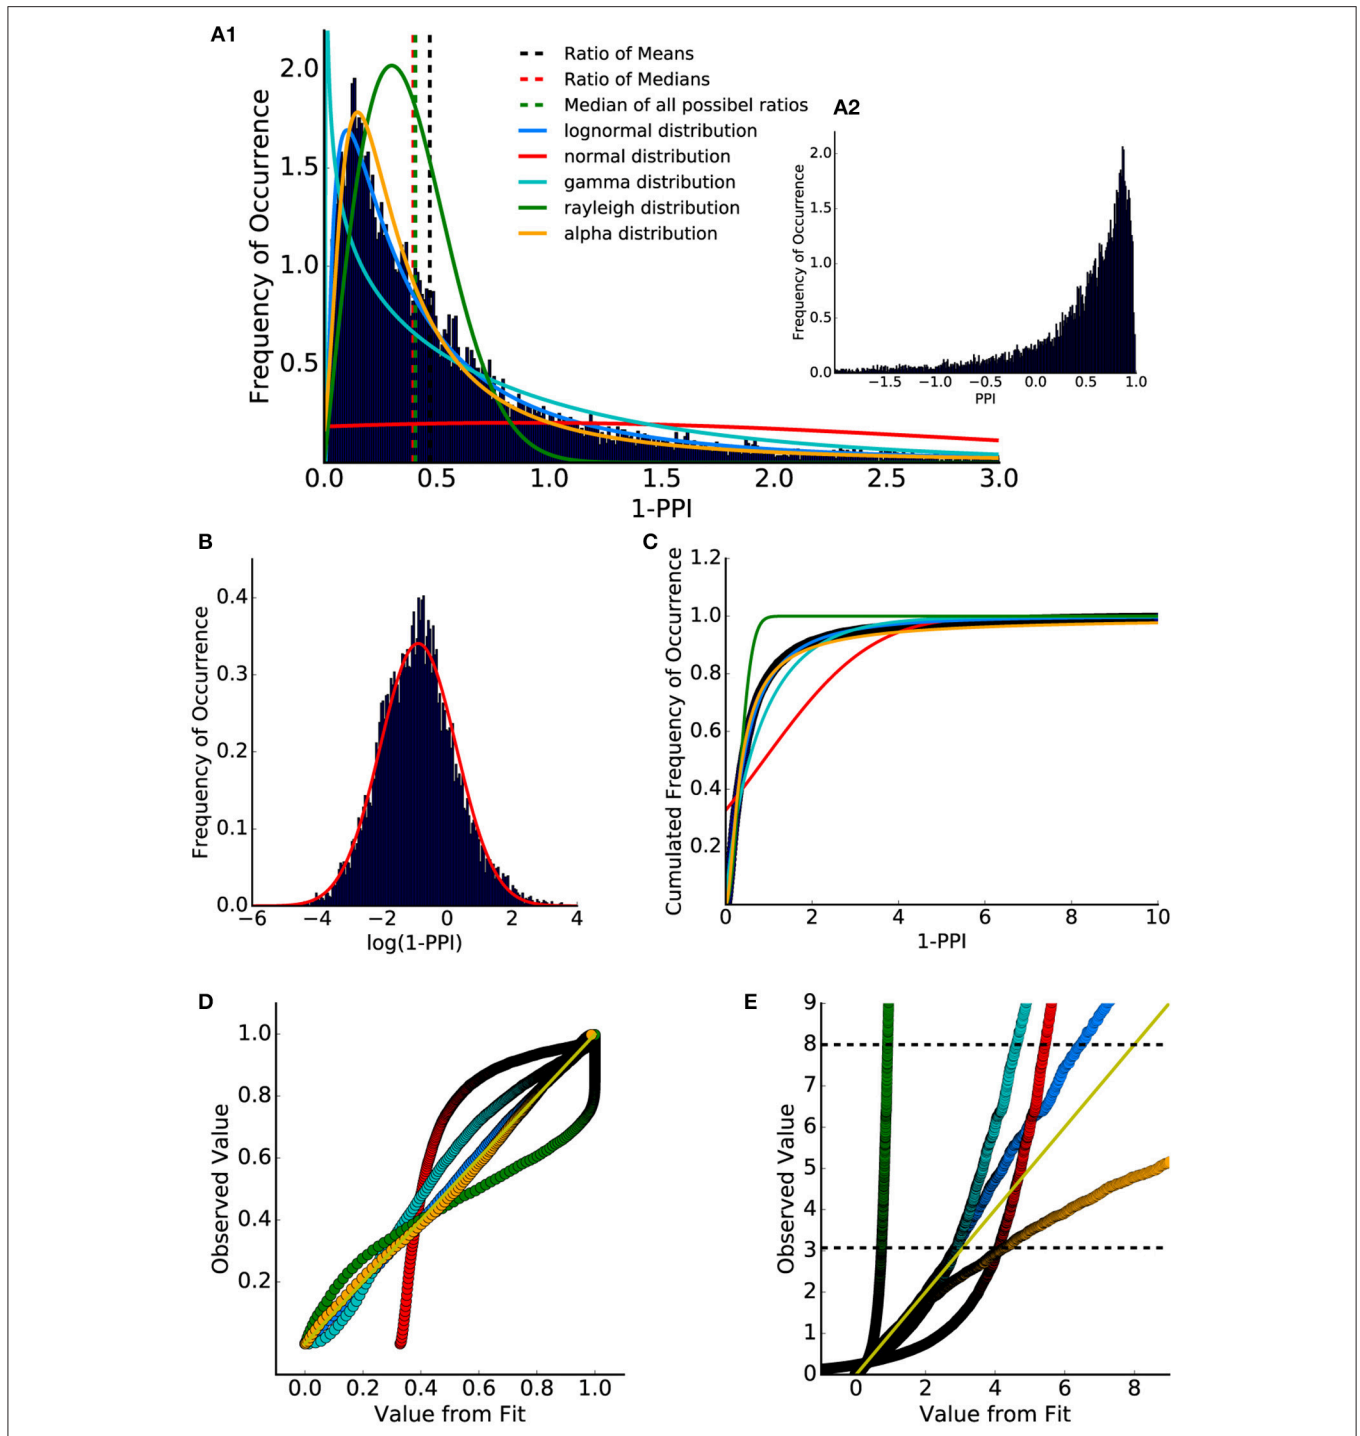 A1
Frequency of Occurrence
2.0
1.5
1.0
0.5
0.0 0.5 1.0 1.5 2.0 2.5 3.0
1-PPI
Ratio of Means
Ratio of Medians
Median of all possibel ratios
lognormal distribution
normal distribution
gamma distribution
rayleigh distribution
alpha distribution
A2
Frequency of Occurrence
2.0
1.5
1.0
0.5
0.0
−1.5 −1.0 −0.5 0.0 0.5 1.0
PPI
B
Frequency of Occurrence
0.4
0.3
0.2
0.1
0.0
−6 −4 −2 0 2 4
log(1-PPI)
C
Cumulated Frequency of Occurrence
1.2
1.0
0.8
0.6
0.4
0.2
0 2 4 6 8 10
1-PPI
D
Observed Value
1.0
0.8
0.6
0.4
0.2
0.0 0.2 0.4 0.6 0.8 1.0
Value from Fit
E
Observed Value
9
8
7
6
5
4
3
2
1
0
0 2 4 6 8
Value from Fit